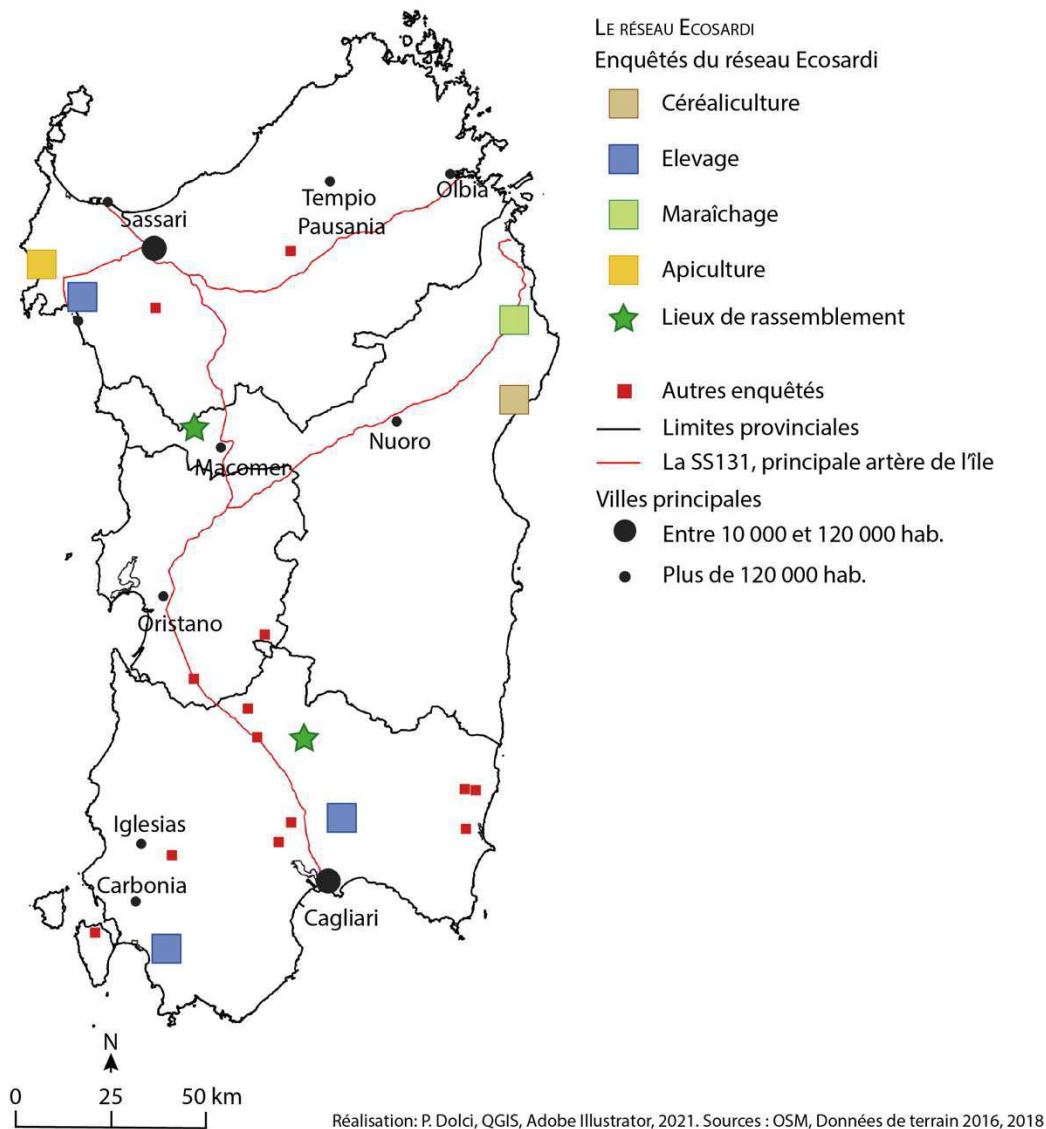 LE RÉSEAU ECOSARDI
Enquêtés du réseau Ecosardi
Céréaliculture
Elevage
Maraîchage
Apiculture
Lieux de rassemblement
Autres enquêtés
Limites provinciales
La SS131, principale artère de l’île
Villes principales
Entre 10 000 et 120 000 hab.
Plus de 120 000 hab.
Sassari
Tempio
Pausania
Olbia
Nuoro
Macomer
Oristano
Iglesias
Carbonia
Cagliari
N
0 25 50 km
Réalisation: P. Dolci, QGIS, Adobe Illustrator, 2021. Sources : OSM, Données de terrain 2016, 2018